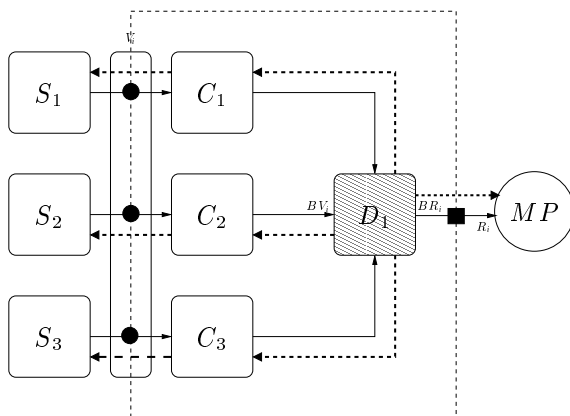 V_i
S_1
C_1
S_2
C_2
BV_i
D_1
BR_i
R_i
MP
S_3
C_3